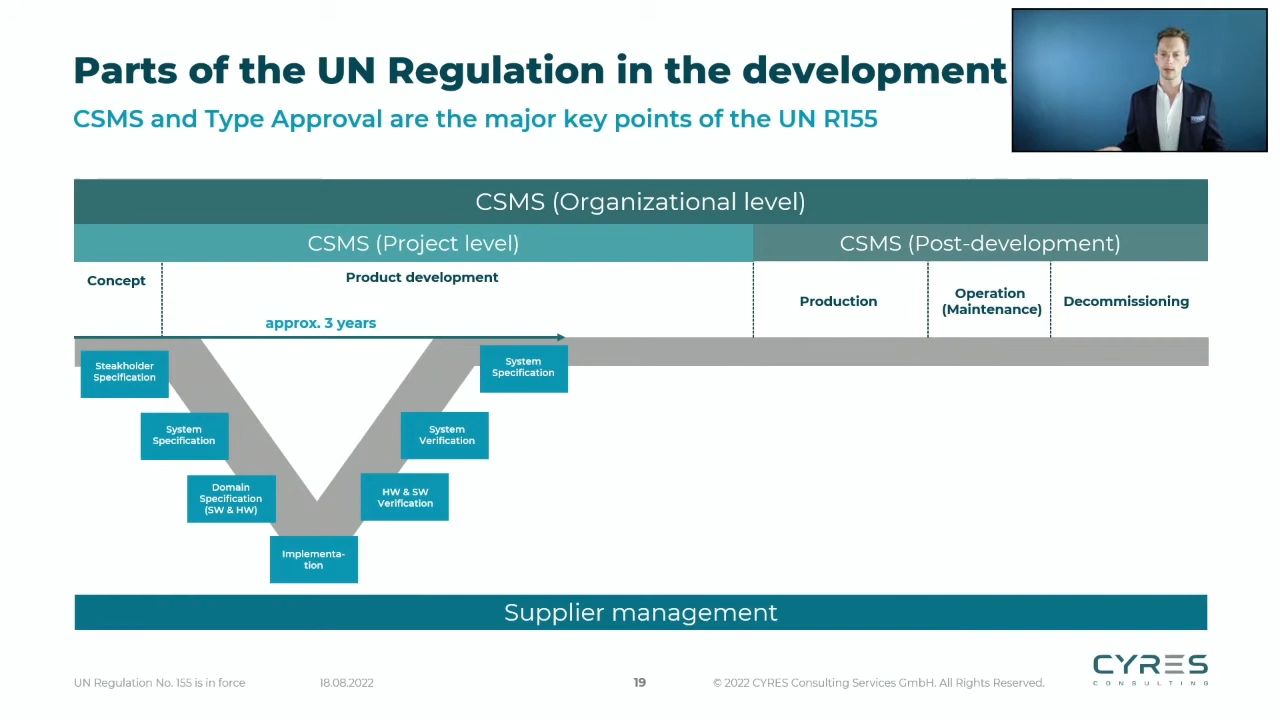 Parts of the UN Regulation in the development
CSMS and Type Approval are the major key points of the UN R155
CSMS (Organizational level)
CSMS (Project level)
CSMS (Post-development)
Concept
Product development
approx. 3 years
Production
Operation
(Maintenance)
Decommissioning
Steakholder
Specification
System
Specification
Domain
Specification
(SW & HW)
Implementa-
tion
HW & SW
Verification
System
Verification
System
Specification
Supplier management
UN Regulation No. 155 is in force
18.08.2022
19
© 2022 CYRES Consulting Services GmbH. All Rights Reserved.
CYRES
CONSULTING